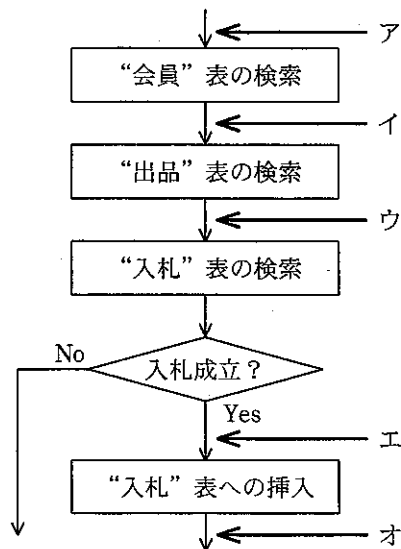 ア
“会員”表の検索
イ
“出品”表の検索
ウ
“入札”表の検索
No
入札成立？
Yes
エ
“入札”表への挿入
オ